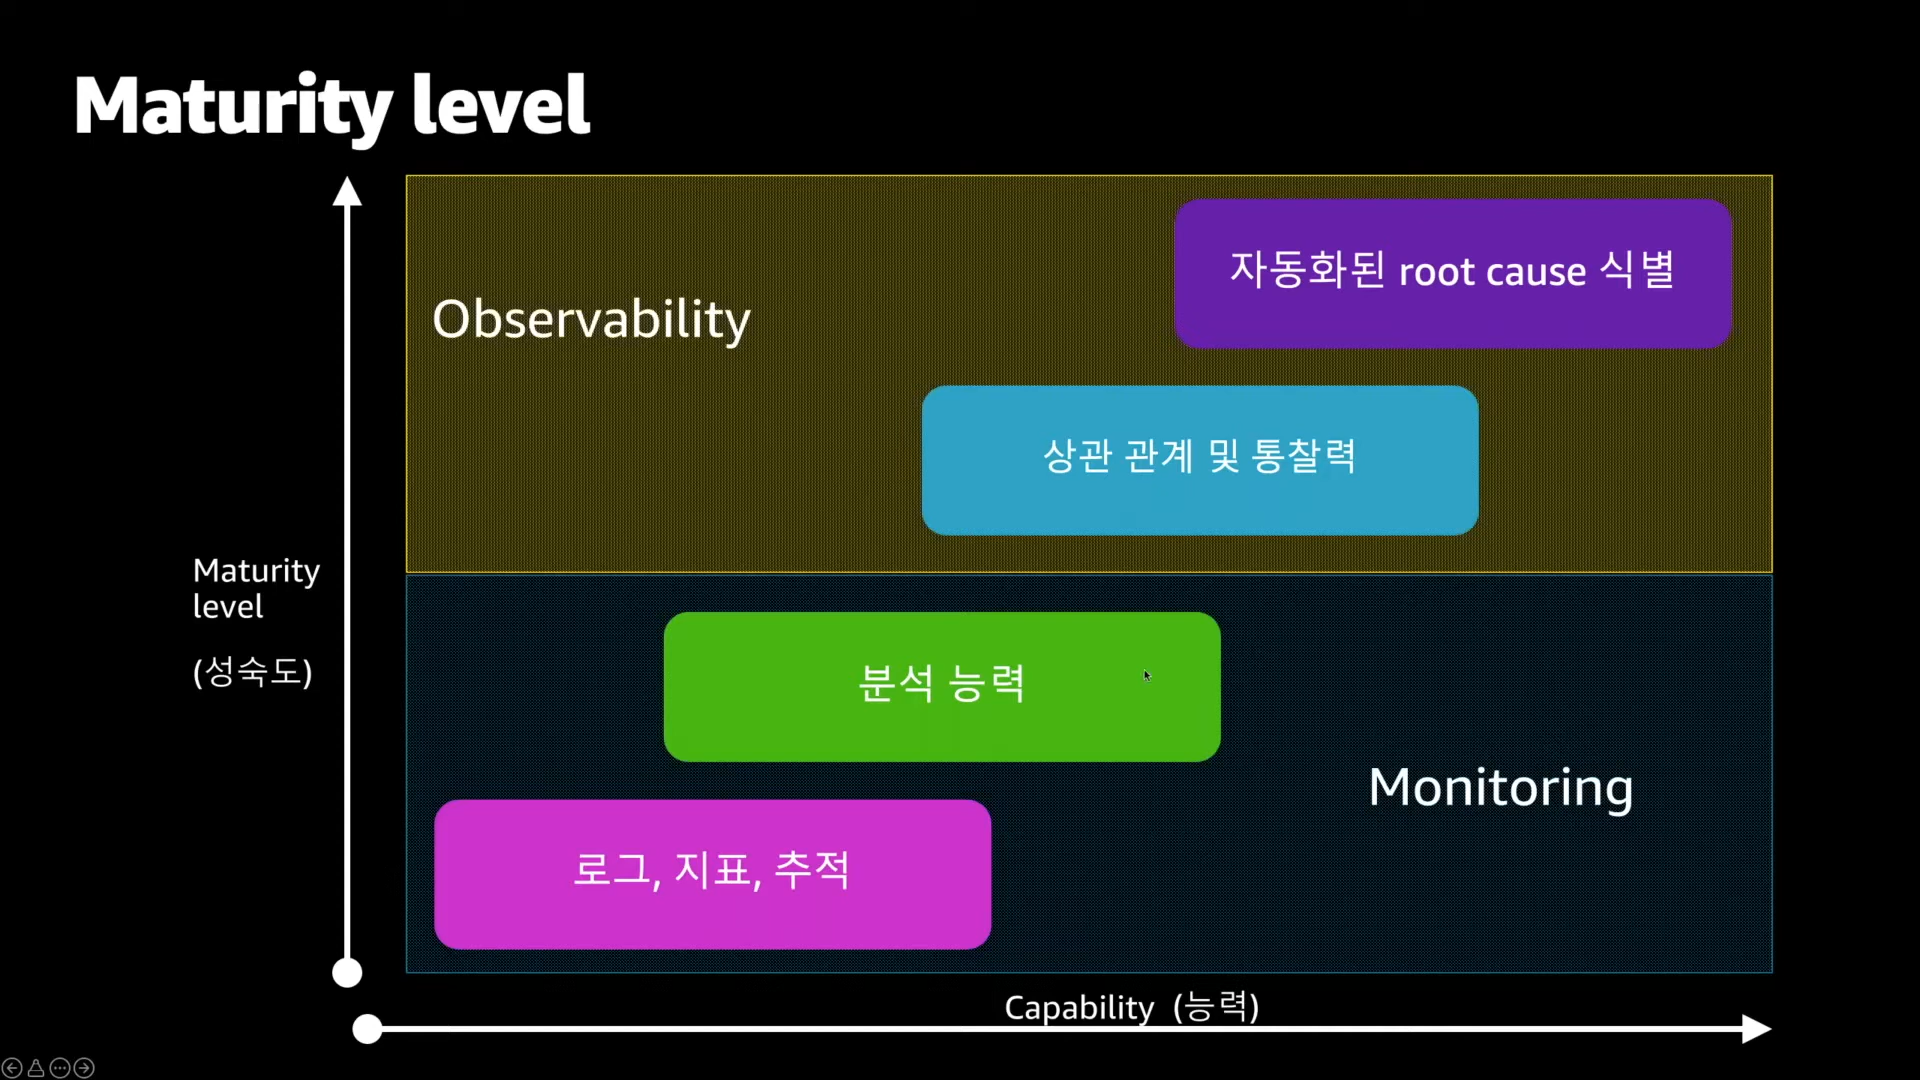 Maturity level
자동화된 root cause 식별
Observability
상관 관계 및 통찰력
Maturity
level
(성숙도)
분석 능력
Monitoring
로그, 지표, 추적
Capability (능력)